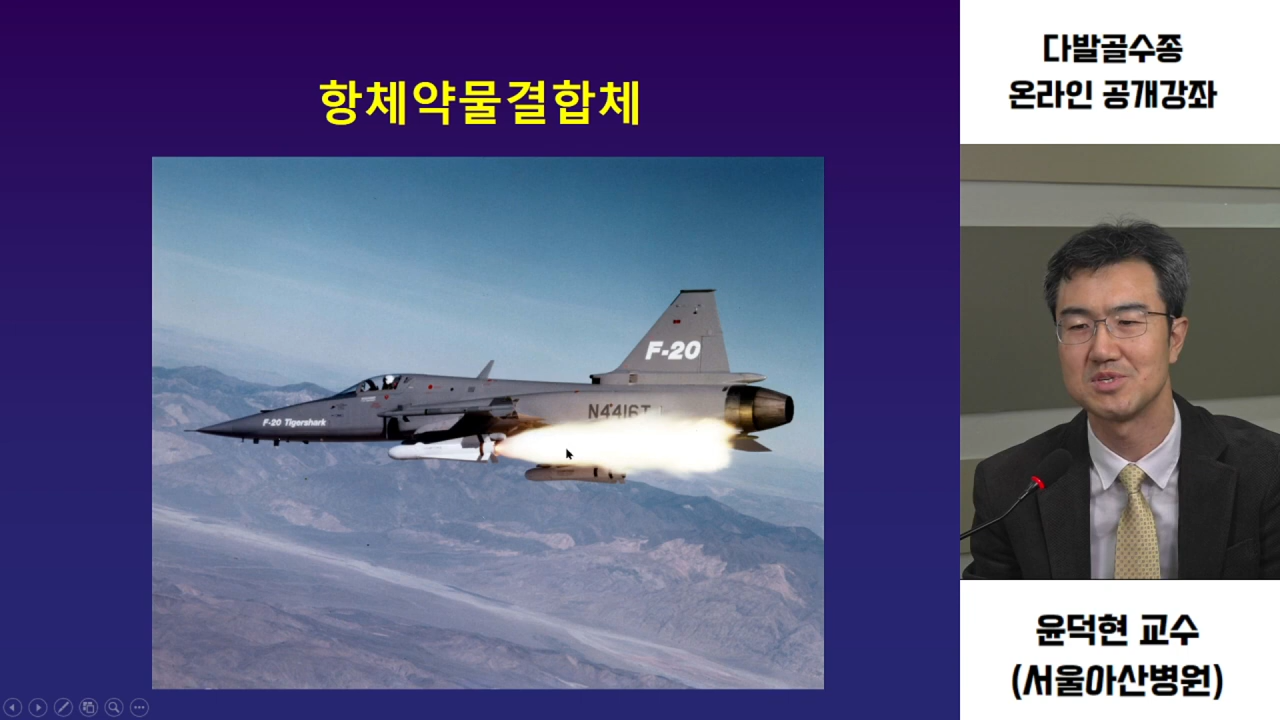 항체약물결합체
F-20
N4416T
F-20 Tigershark
다발골수종
온라인 공개강좌
윤덕현 교수
(서울아산병원)